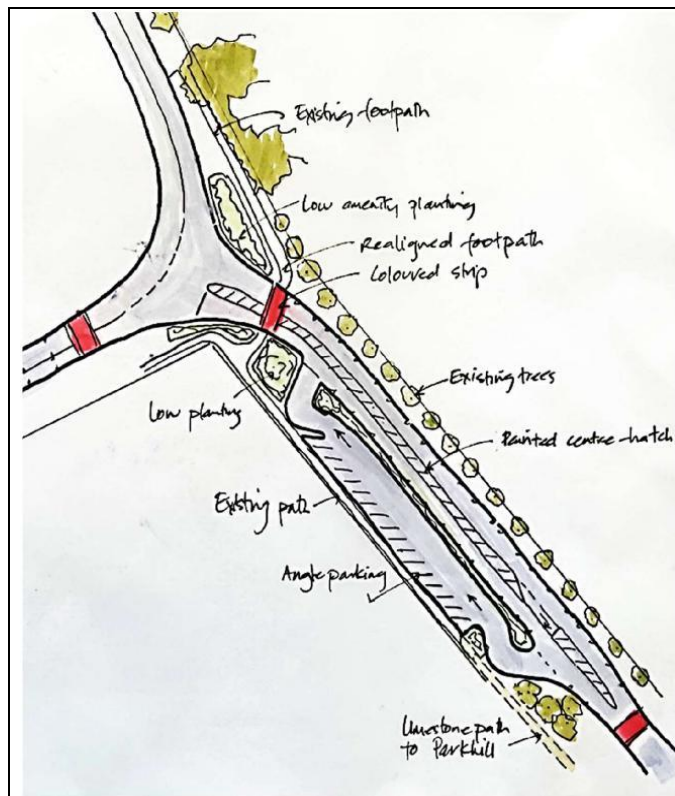 Existing footpath
Low amenity planting
Realigned footpath
Coloured strip
Existing trees
Low planting
Painted centre-hatch
Existing path
Angle parking
Limestone path
to Parkhill